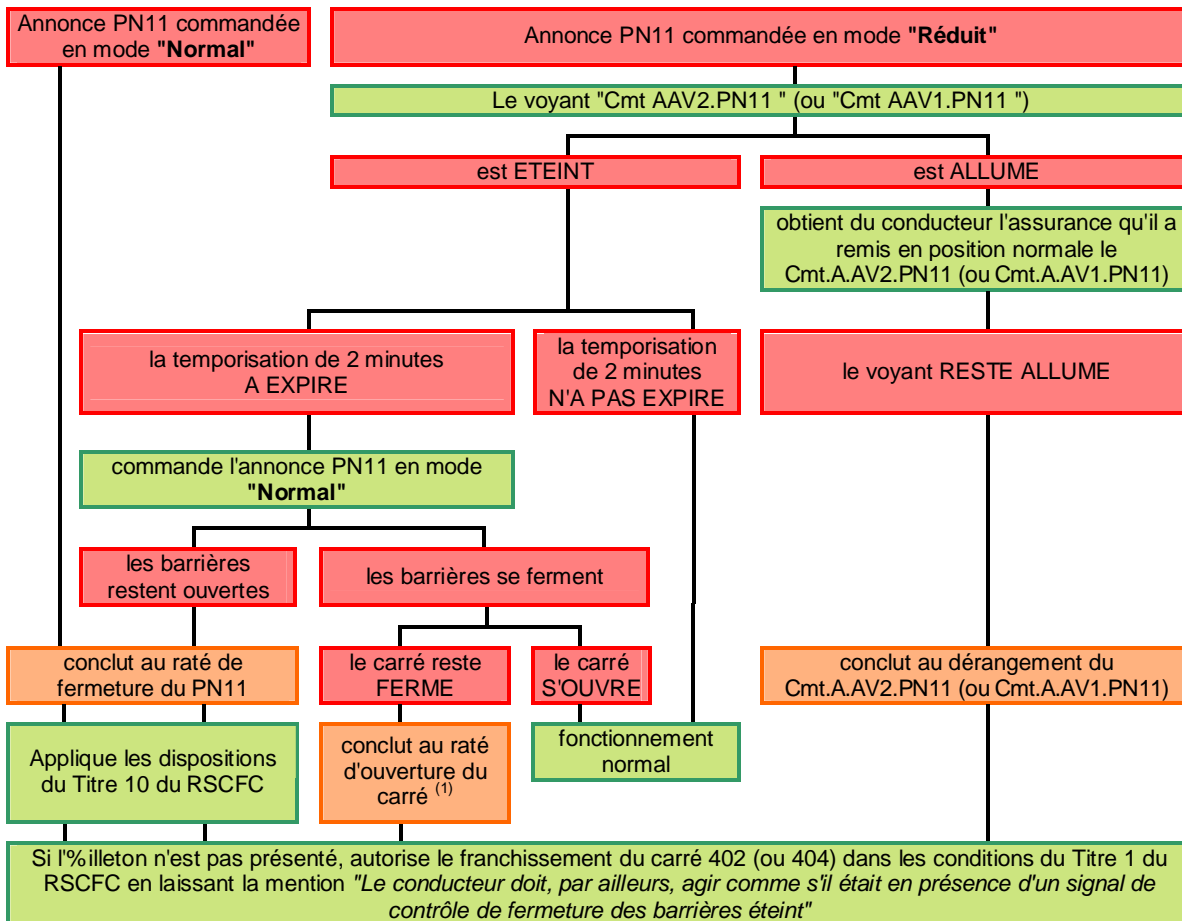 Annonce PN11 commandée
en mode "Normal"
Annonce PN11 commandée en mode "Réduit"
Le voyant "Cmt AAV2.PN11 " (ou "Cmt AAV1.PN11 ")
est ETEINT
est ALLUME
obtient du conducteur l'assurance qu'il a
remis en position normale le
Cmt.A.AV2.PN11 (ou Cmt.A.AV1.PN11)
la temporisation de 2 minutes
A EXPIRE
la temporisation
de 2 minutes
N'A PAS EXPIRE
le voyant RESTE ALLUME
commande l'annonce PN11 en mode
"Normal"
les barrières
restent ouvertes
les barrières se ferment
conclut au raté de
fermeture du PN11
le carré reste
FERME
le carré
S'OUVRE
conclut au dérangement du
Cmt.A.AV2.PN11 (ou Cmt.A.AV1.PN11)
Applique les dispositions
du Titre 10 du RSCFC
conclut au raté
d'ouverture du
carré (1)
fonctionnement
normal
Si l'%illeton n'est pas présenté, autorise le franchissement du carré 402 (ou 404) dans les conditions du Titre 1 du
RSCFC en laissant la mention "Le conducteur doit, par ailleurs, agir comme s'il était en présence d'un signal de
contrôle de fermeture des barrières éteint"